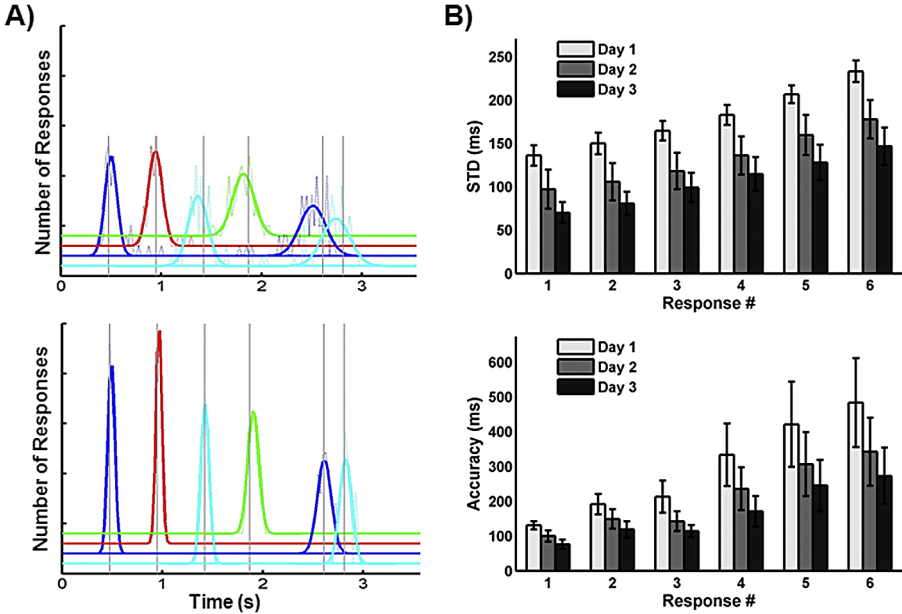 A)
Number of Responses
0 1 2 3
Number of Responses
0 1 2 3
Time (s)
B)
250
200
150
100
50
0
STD (ms)
Day 1
Day 2
Day 3
1 2 3 4 5 6
Response #
600
500
400
300
200
100
0
Accuracy (ms)
Day 1
Day 2
Day 3
1 2 3 4 5 6
Response #